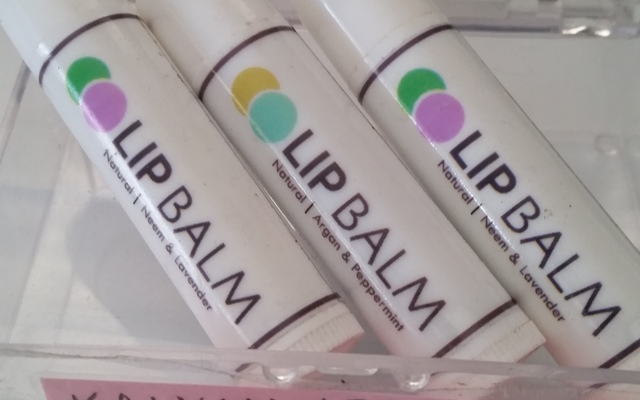 LIP BALM
Natural | Neem & Lavender
LIP BALM
Natural | Argan & Peppermint
LIP BALM
Natural | Neem & Lavender